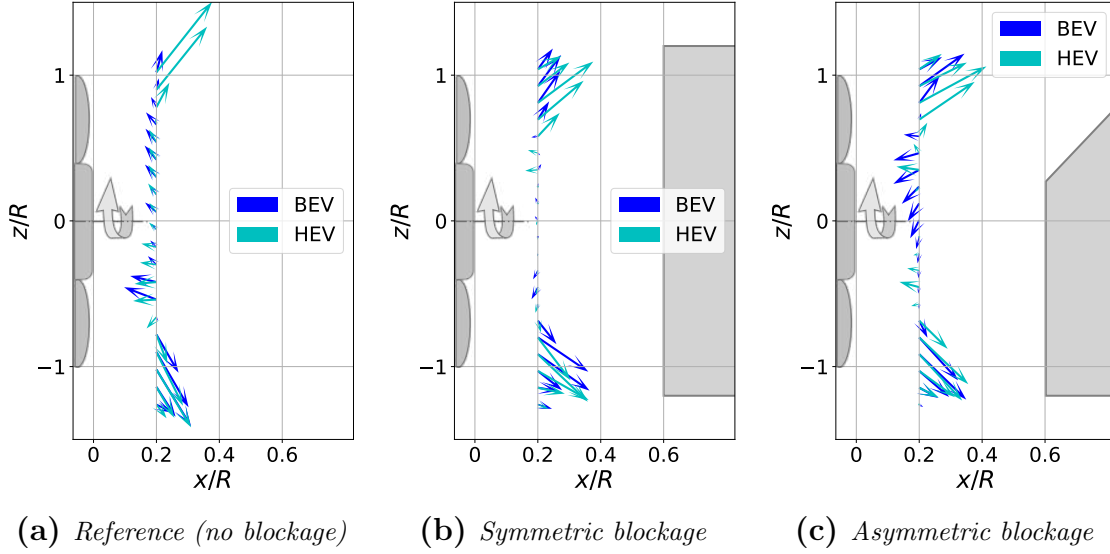 z/R
1
0
−1
0
0.2
0.4
0.6
x/R
BEV
HEV
(a) Reference (no blockage)
z/R
1
0
−1
0
0.2
0.4
0.6
x/R
BEV
HEV
(b) Symmetric blockage
z/R
1
0
−1
0
0.2
0.4
0.6
x/R
BEV
HEV
(c) Asymmetric blockage